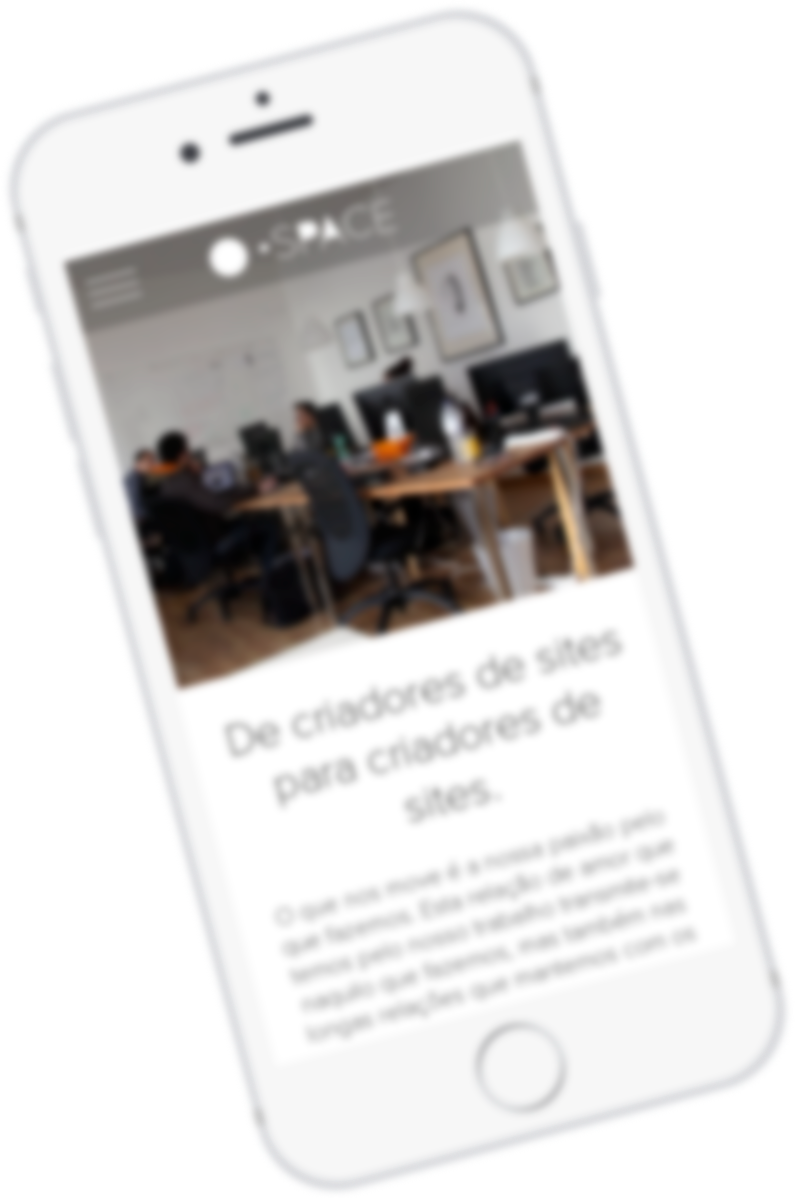 SPACE
De criadores de sites
para criadores de
sites.
O que nos move é a nossa paixão pelo
que fazemos. Esta relação de amor que
temos pelo nosso trabalho transmite-se
naquilo que fazemos, mas também nas
longas relações que mantemos com os